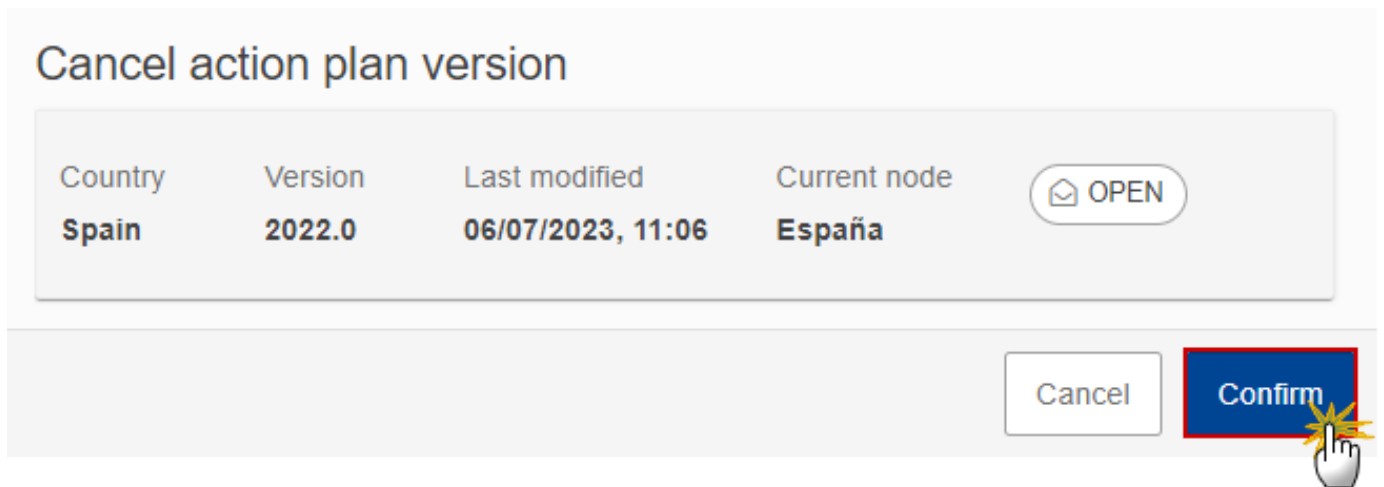 Cancel action plan version
Country Version Last modified Current node OPEN
Spain 2022.0 06/07/2023, 11:06 España
Cancel Confirm